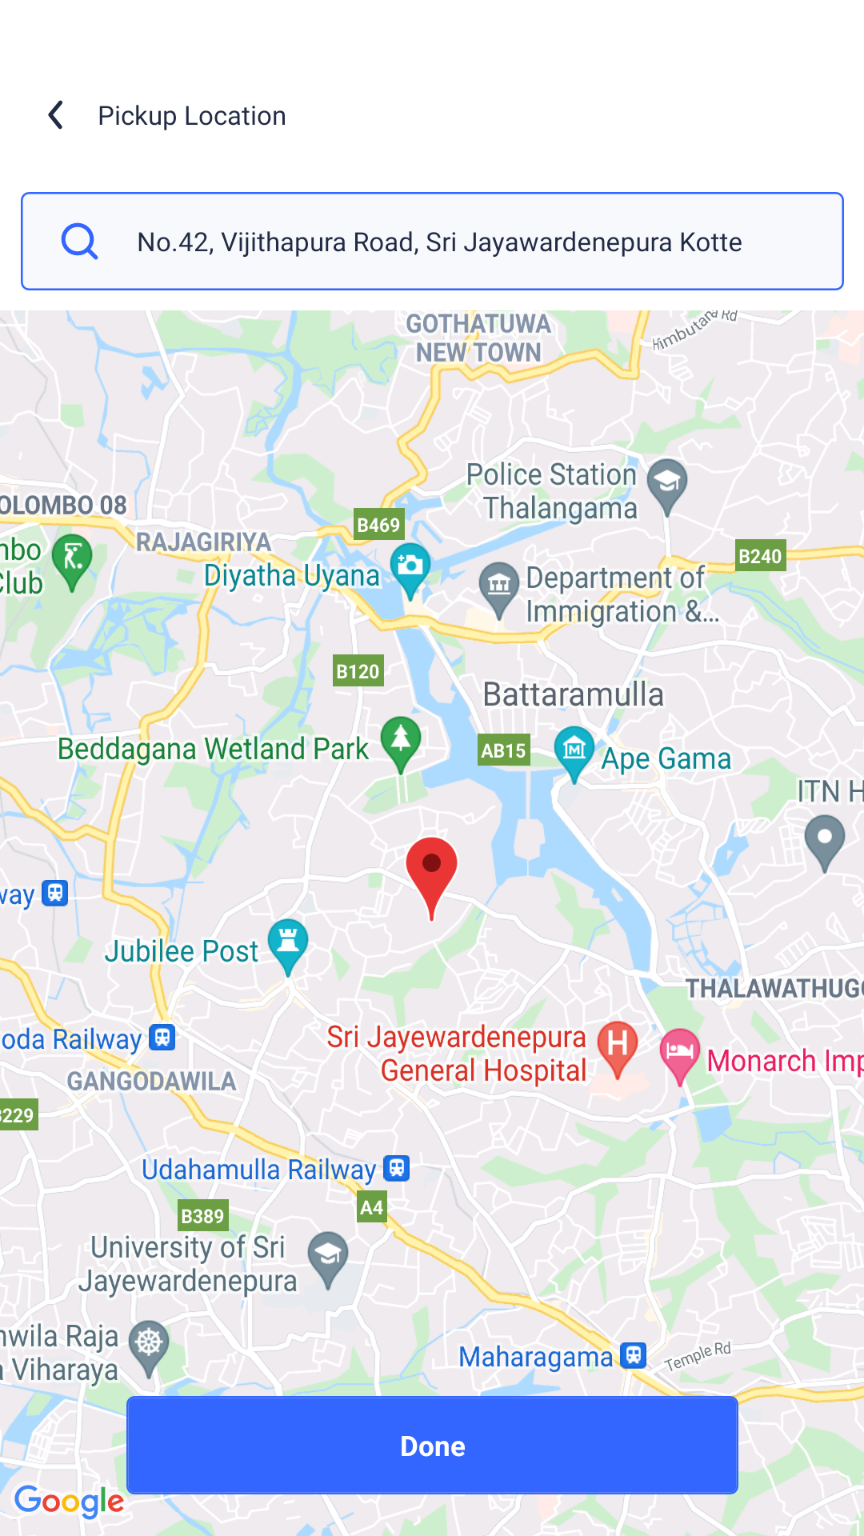 Pickup Location
No.42, Vijithapura Road, Sri Jayawardenepura Kotte
GOTHATUWA
NEW TOWN
Himbutana Rd
Police Station
Thalangama
OLOMBO 08
B469
RAJAGIRIYA
mbo
Club
Diyatha Uyana
B240
Department of
Immigration &...
B120
Battaramulla
Beddagana Wetland Park
AB15
Ape Gama
ITN H
way
Jubilee Post
THALAWATHUGO
oda Railway
Sri Jayewardenepura
General Hospital
Monarch Imp
GANGODAWILA
B229
Udahamulla Railway
B389
A4
University of Sri
Jayewardenepura
nwila Raja
a Viharaya
Maharagama
Temple Rd
Done
Google